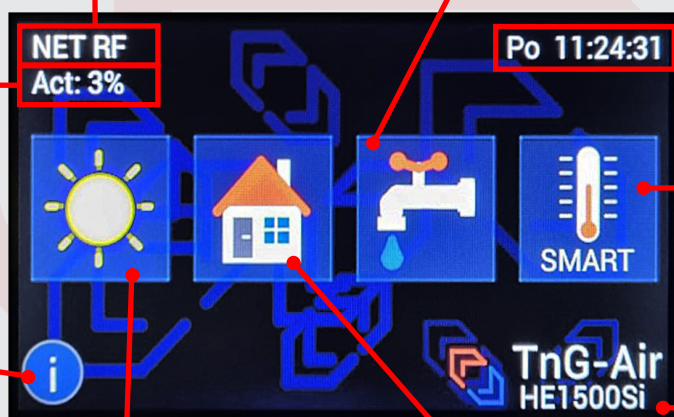 NET RF
Po 11:24:31
Act: 3%
SMART
i
TnG-Air
HE1500Si